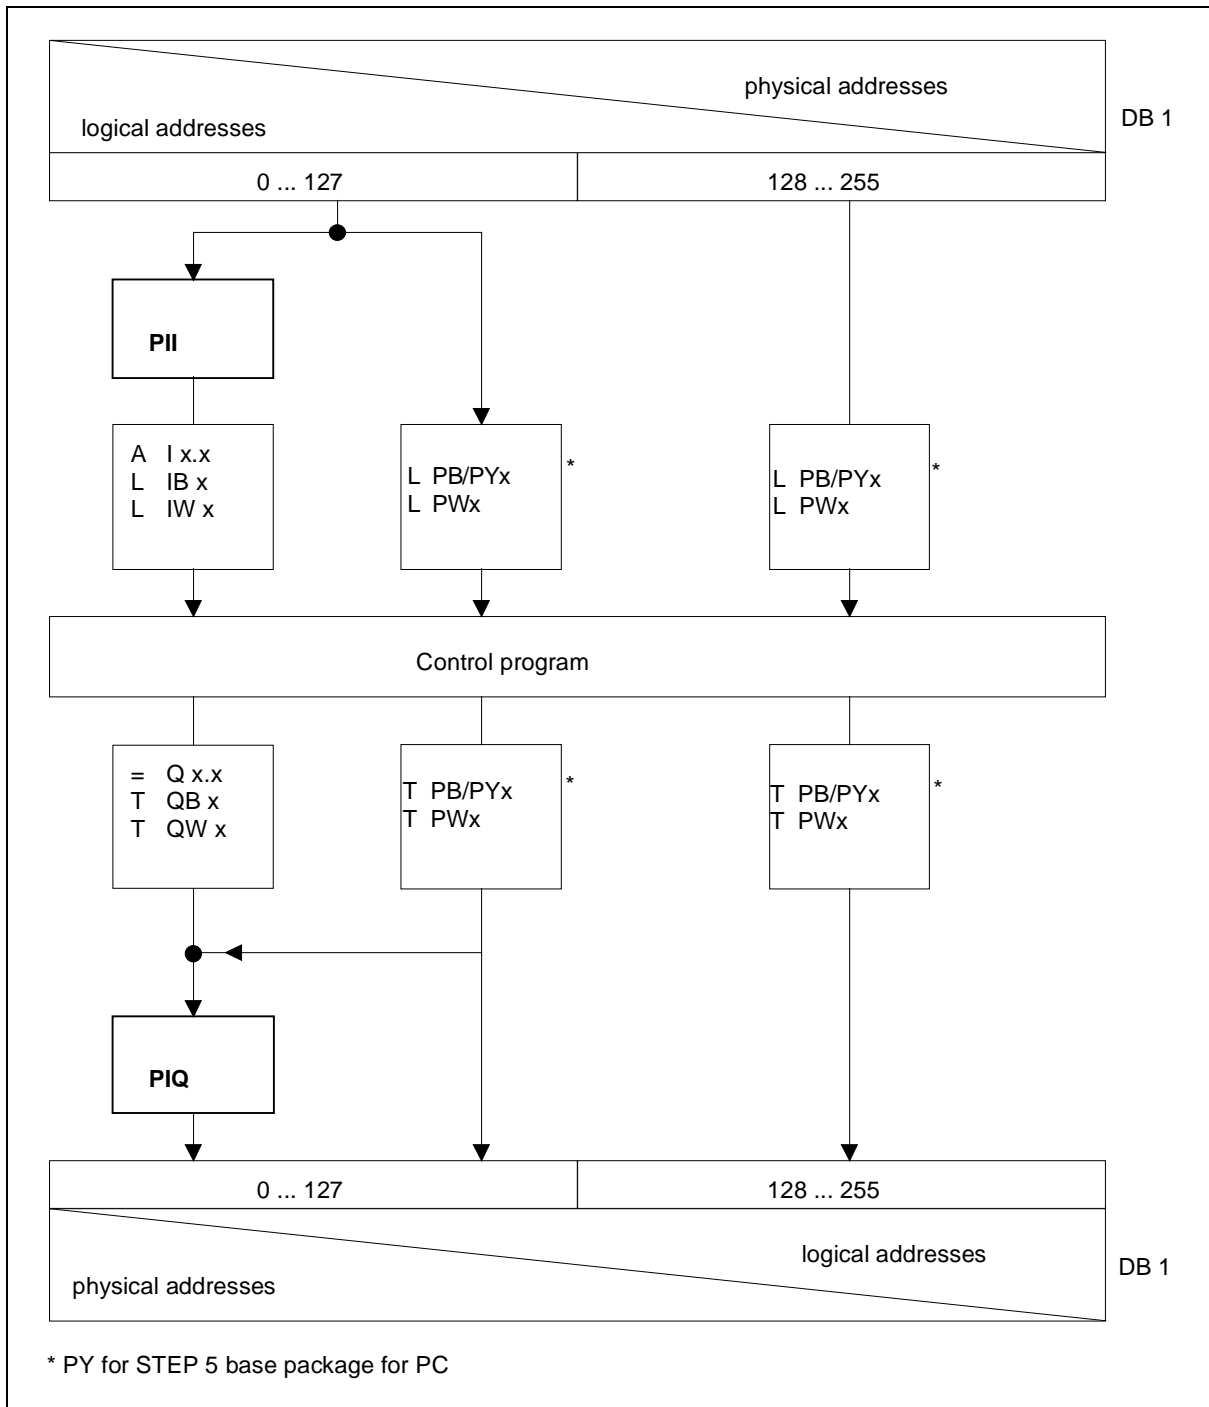 physical addresses
logical addresses
DB 1
0 ... 127
128 ... 255
PII
A I x.x
L IB x
L IW x
L PB/PYx
L PWx
*
L PB/PYx
L PWx
*
Control program
= Q x.x
T QB x
T QW x
T PB/PYx
T PWx
*
T PB/PYx
T PWx
*
PIQ
0 ... 127
128 ... 255
logical addresses
physical addresses
DB 1
* PY for STEP 5 base package for PC